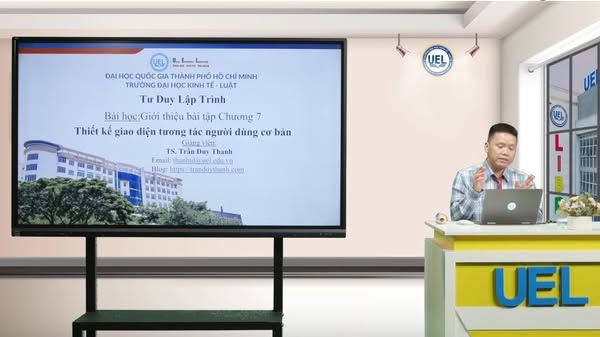 UEL
ĐẠI HỌC QUỐC GIA THÀNH PHỐ HỒ CHÍ MINH
TRƯỜNG ĐẠI HỌC KINH TẾ - LUẬT
Tư Duy Lập Trình
Bài học:Giới thiệu bài tập Chương 7
Thiết kế giao diện tương tác người dùng cơ bản
Giảng viên:
TS. Trần Duy Thanh
Email: thanhtd@uel.edu.vn
Blog: https://tranduythanh.com
UEL
UEL
UEL
LIB
UEL